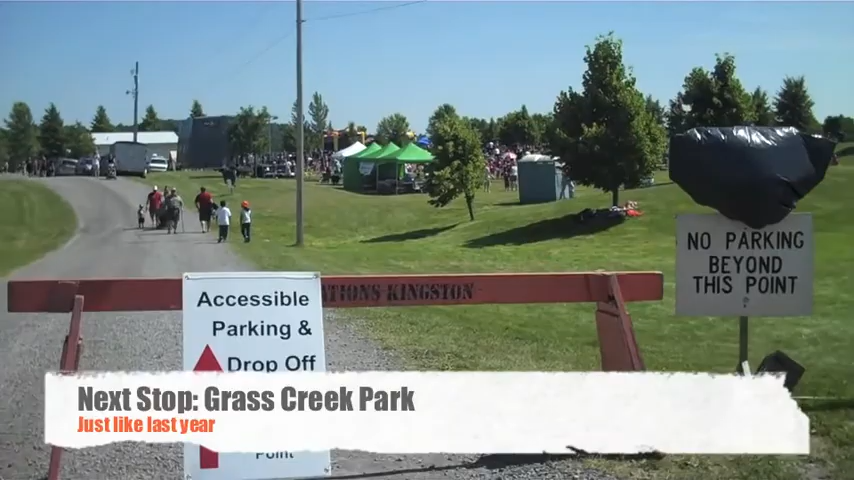 NO PARKING
BEYOND
THIS POINT
ATIONS KINGSTON
Accessible
Parking &
Drop Off
Point
Next Stop: Grass Creek Park
Just like last year